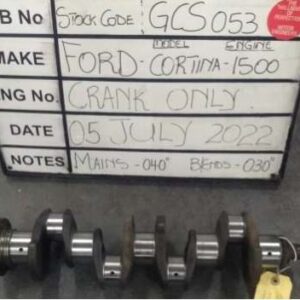 B No STOCK CODE: GCS053
MODEL ENGINE
MAKE FORD- CORTINA-1500
NG No. CRANK ONLY
DATE 05 JULY 2022
NOTES MAINS -040" BENDS -030"